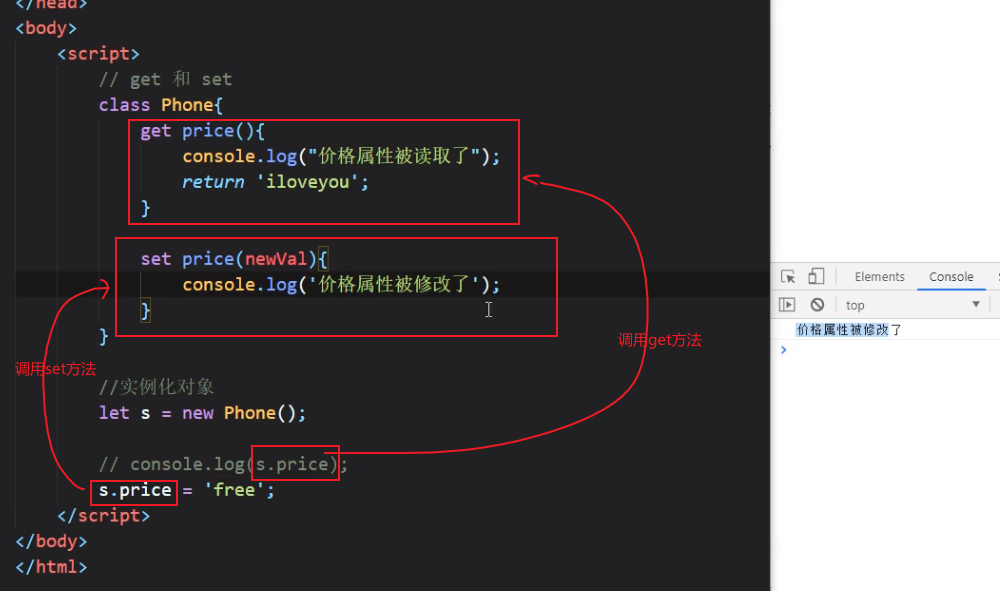 </head>
<body>
<script>
// get 和 set
class Phone{
get price(){
console.log("价格属性被读取了");
return 'iloveyou';
}
set price(newVal){
console.log('价格属性被修改了');
}
}
调用set方法
调用get方法
//实例化对象
let s = new Phone();
// console.log(s.price);
s.price = 'free';
</script>
</body>
</html>
Elements
Console
top
价格属性被修改了